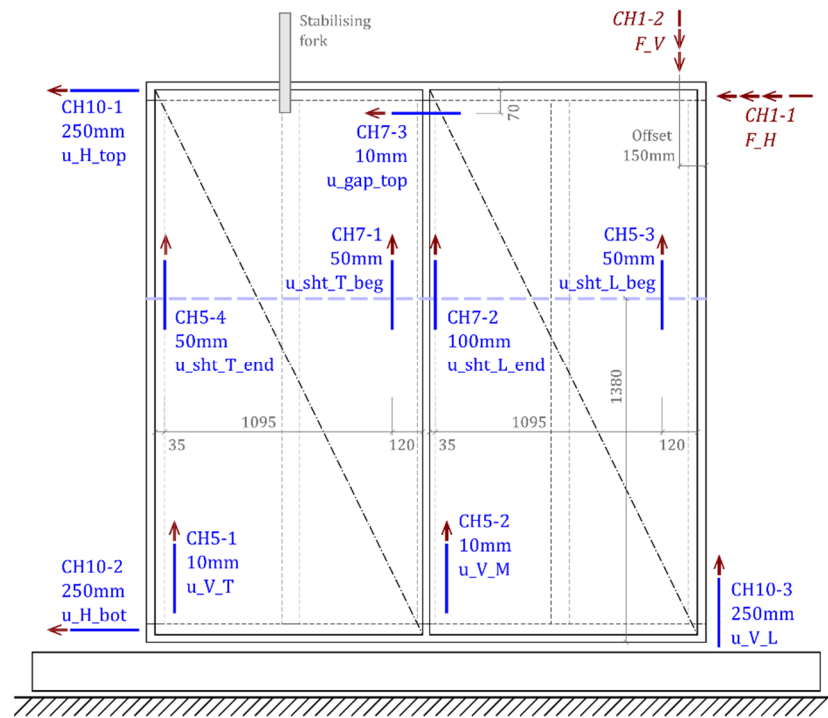 Stabilising
fork
CH1-2
F_V
CH10-1
250mm
u_H_top
CH7-3
10mm
u_gap_top
70
CH1-1
F_H
Offset
150mm
CH7-1
50mm
u_sht_T_beg
CH5-3
50mm
u_sht_L_beg
CH5-4
50mm
u_sht_T_end
CH7-2
100mm
u_sht_L_end
1380
1095
1095
35
120
35
120
CH5-1
10mm
u_V_T
CH5-2
10mm
u_V_M
CH10-2
250mm
u_H_bot
CH10-3
250mm
u_V_L